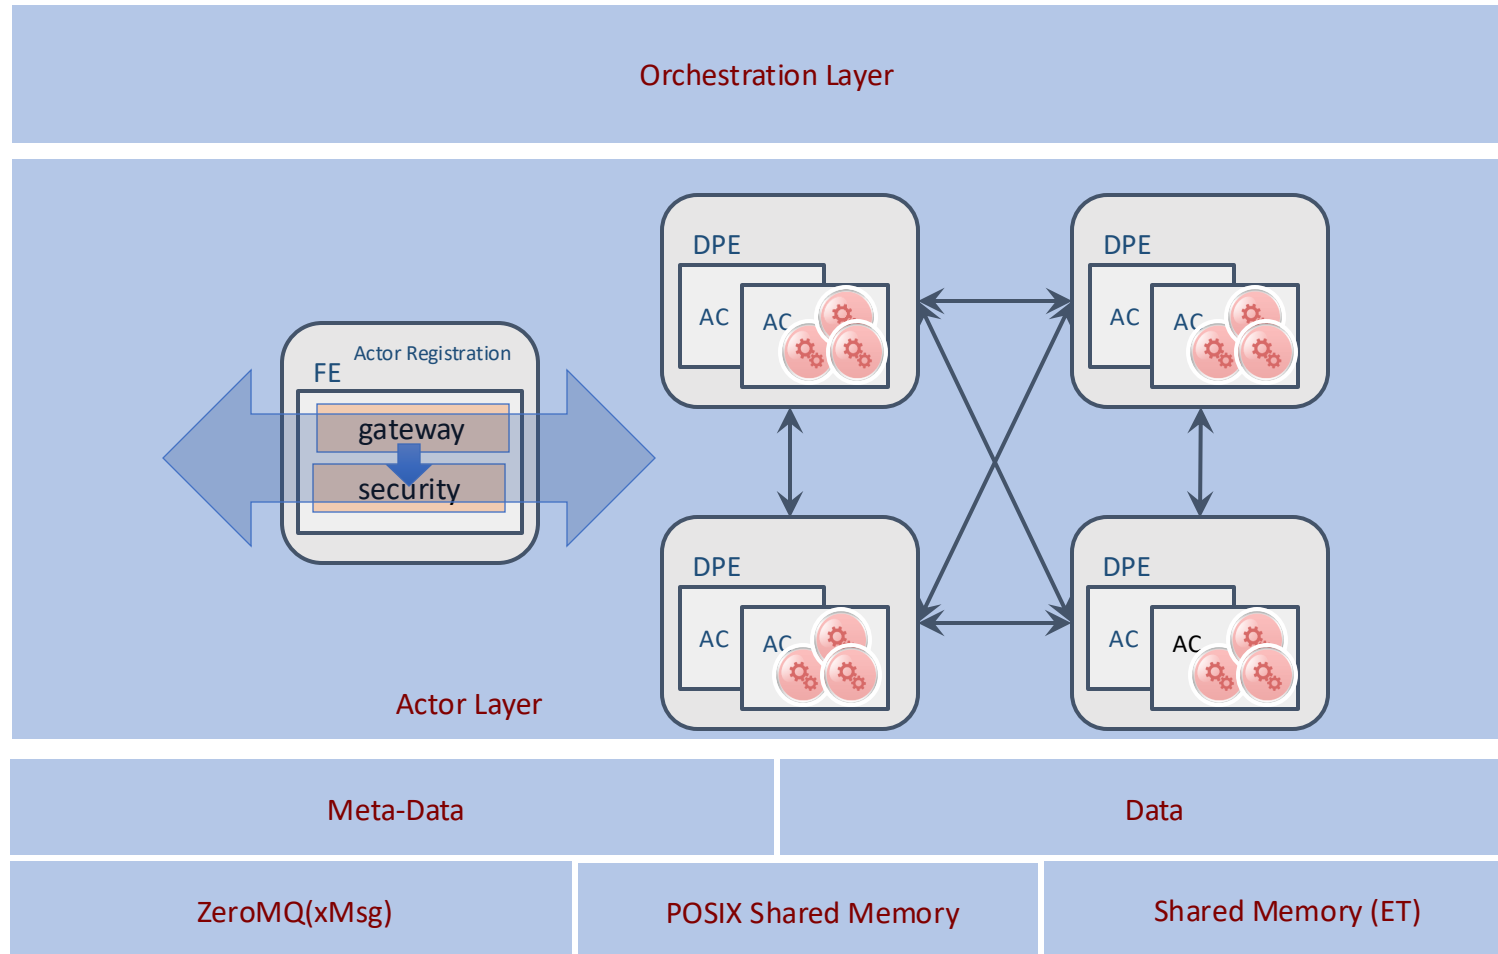 Orchestration Layer
DPE
AC
AC
DPE
AC
AC
Actor Registration
FE
gateway
security
DPE
AC
AC
DPE
AC
AC
Actor Layer
Meta-Data
Data
ZeroMQ(xMsg)
POSIX Shared Memory
Shared Memory (ET)